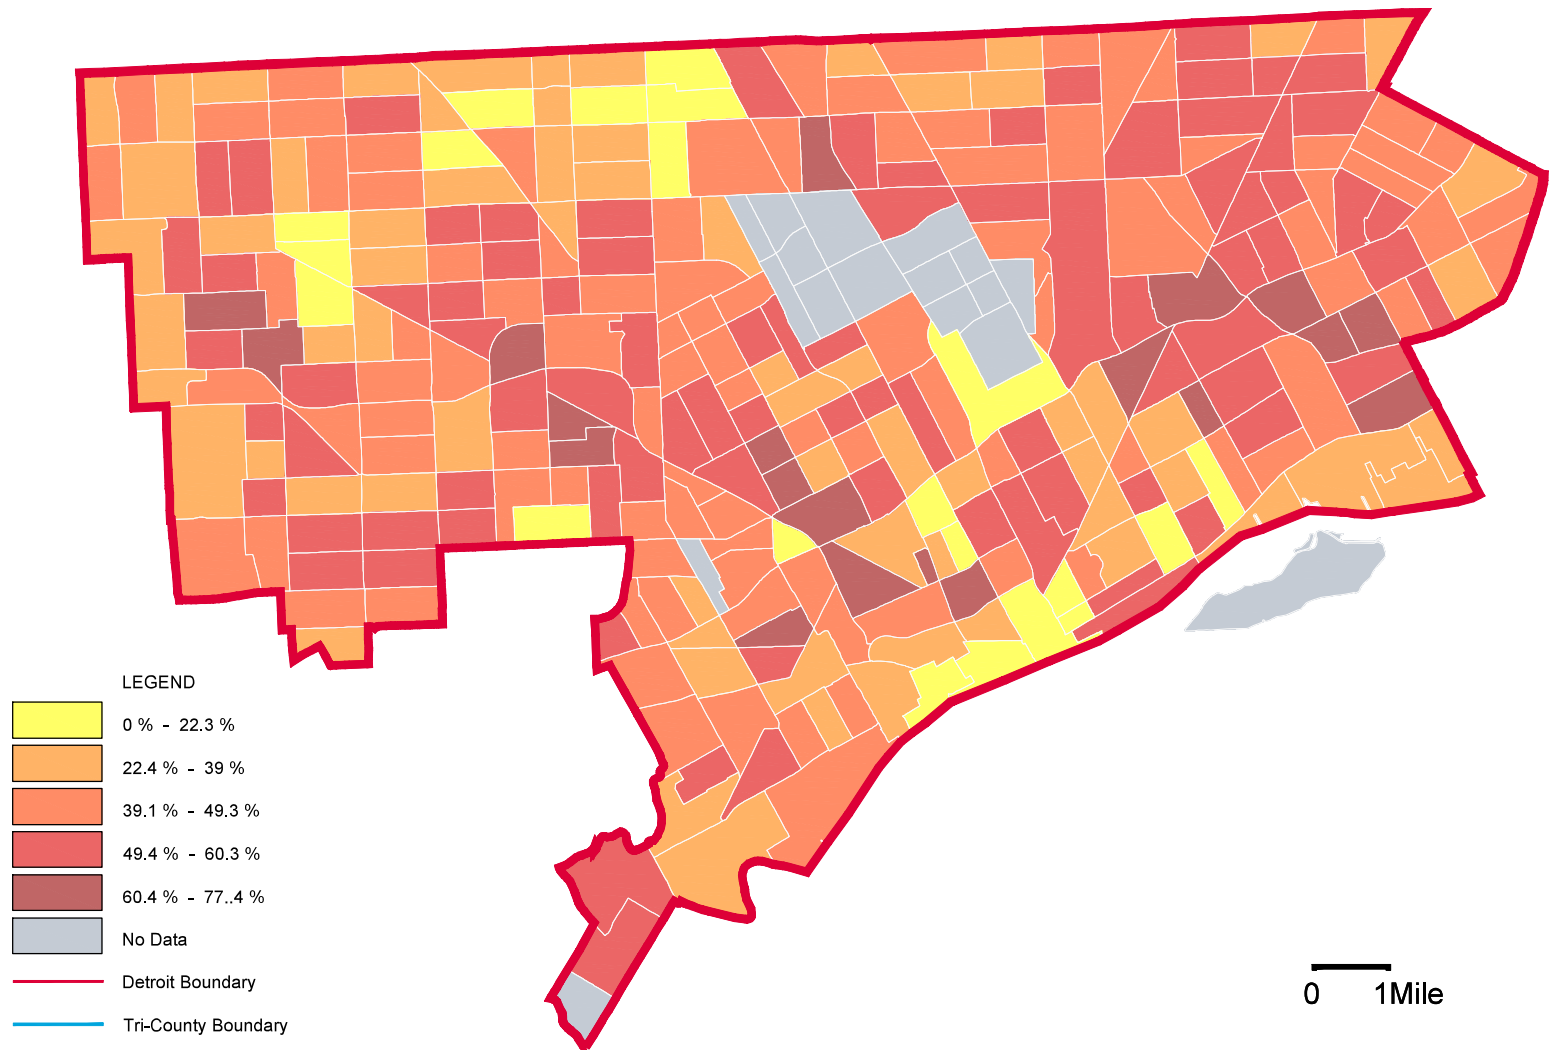 LEGEND
0 % - 22.3 %
22.4 % - 39 %
39.1 % - 49.3 %
49.4 % - 60.3 %
60.4 % - 77..4 %
No Data
Detroit Boundary
Tri-County Boundary
0 1Mile